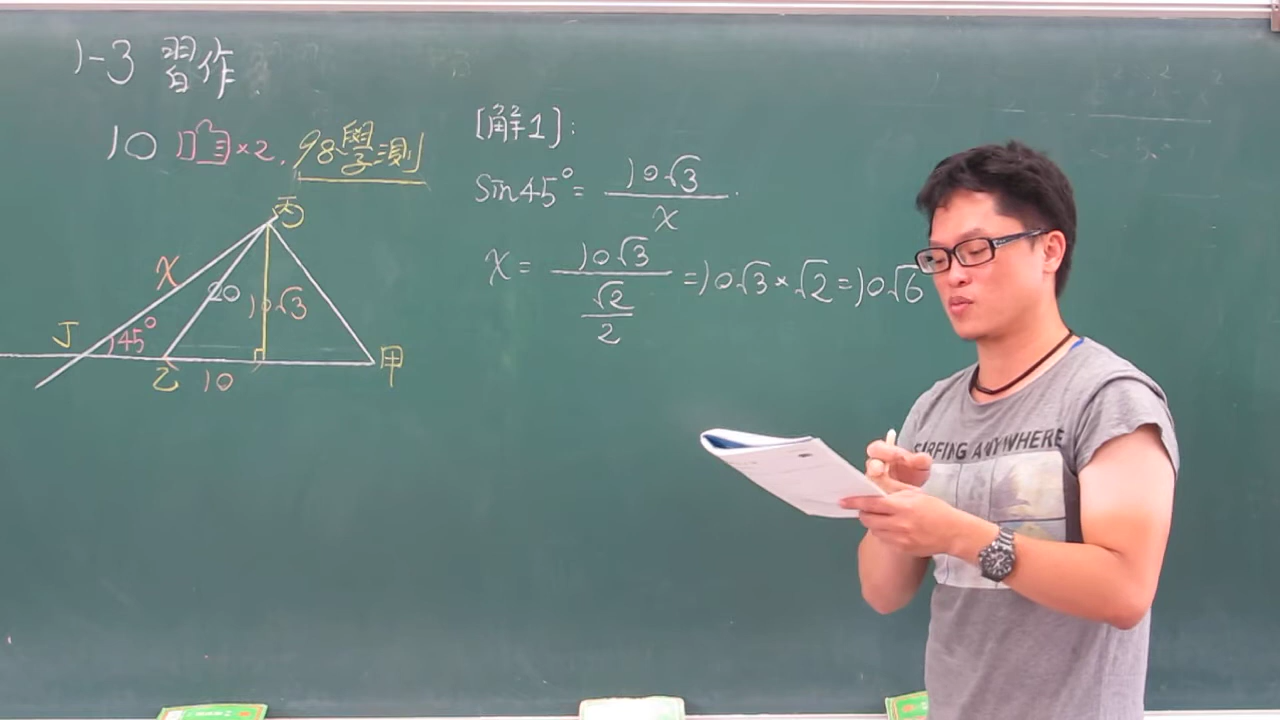 1-3 習作
10 ×2. 98學測
丙
x
20
10√3
丁
45°
乙
10
甲
[解1]:
sin45° = 10√3 / x
x = 10√3 / (√2 / 2) = 10√3 × √2 = 10√6
SURFING ANYWHERE